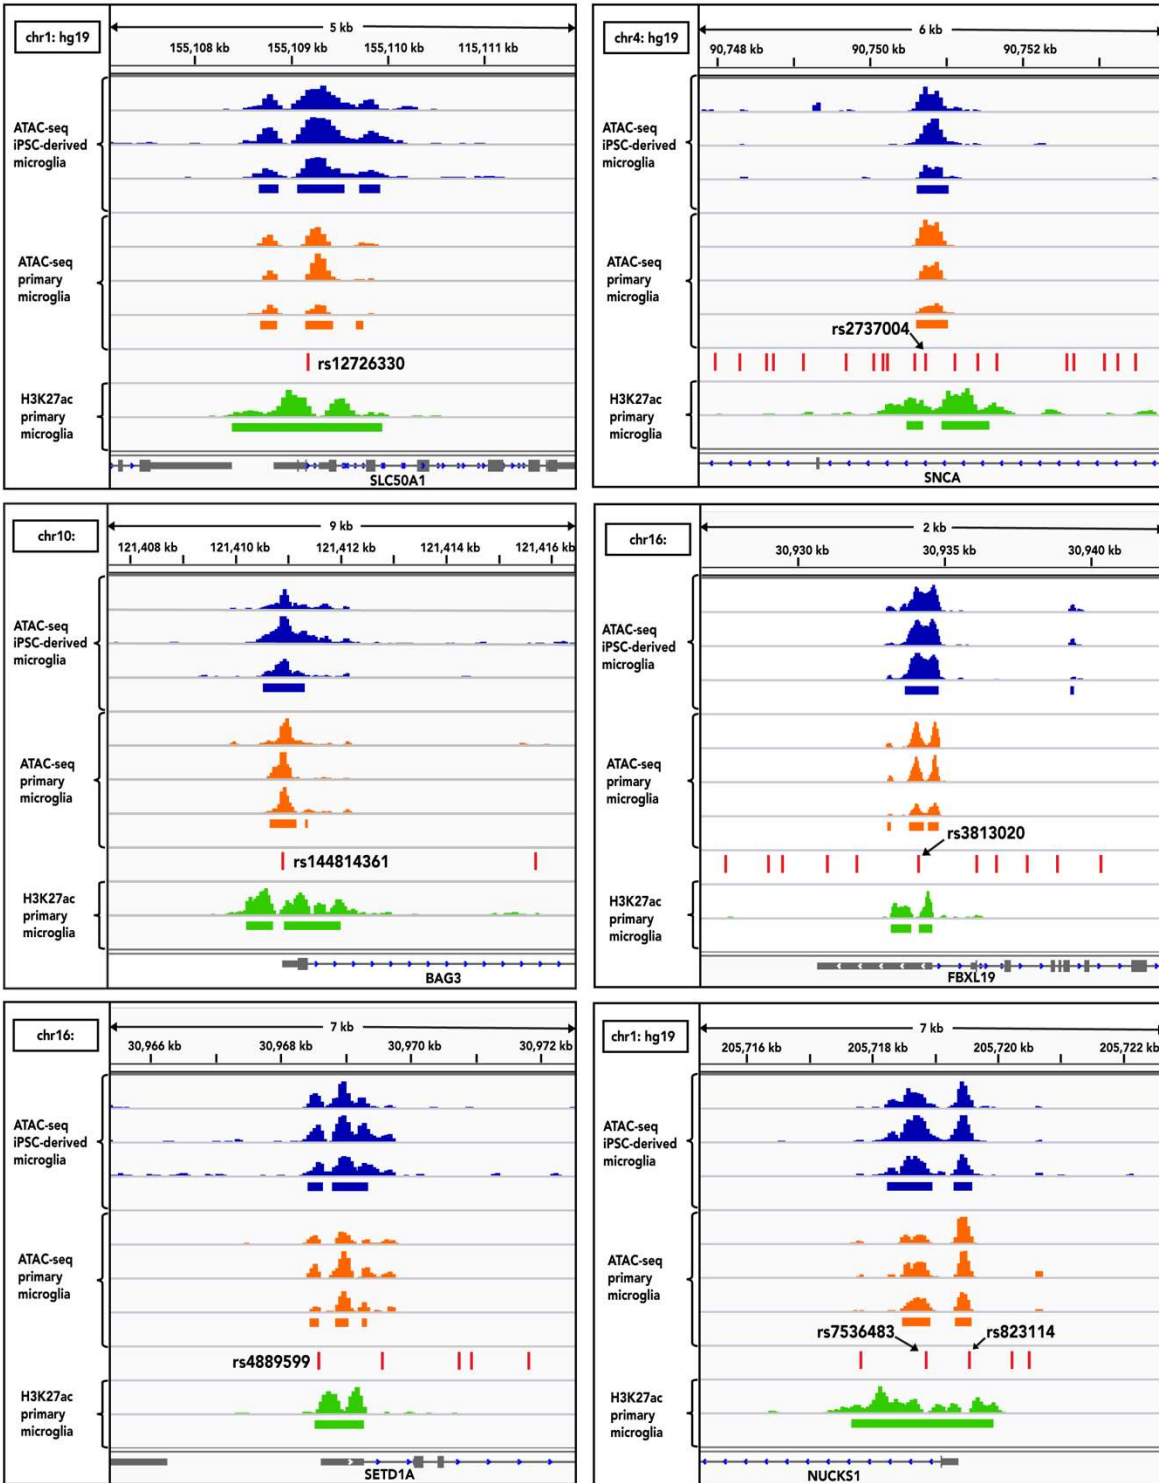 chr1: hg19
5 kb
155,108 kb
155,109 kb
155,110 kb
115,111 kb
ATAC-seq
iPSC-derived
microglia
ATAC-seq
primary
microglia
rs12726330
H3K27ac
primary
microglia
SLC50A1
chr4: hg19
6 kb
90,748 kb
90,750 kb
90,752 kb
ATAC-seq
iPSC-derived
microglia
ATAC-seq
primary
microglia
rs2737004
H3K27ac
primary
microglia
SNCA
chr10:
9 kb
121,408 kb
121,410 kb
121,412 kb
121,414 kb
121,416 kb
ATAC-seq
iPSC-derived
microglia
ATAC-seq
primary
microglia
rs144814361
H3K27ac
primary
microglia
BAG3
chr16:
2 kb
30,930 kb
30,935 kb
30,940 kb
ATAC-seq
iPSC-derived
microglia
ATAC-seq
primary
microglia
rs3813020
H3K27ac
primary
microglia
FBXL19
chr16:
7 kb
30,966 kb
30,968 kb
30,970 kb
30,972 kb
ATAC-seq
iPSC-derived
microglia
ATAC-seq
primary
microglia
rs4889599
H3K27ac
primary
microglia
SETD1A
chr1: hg19
7 kb
205,716 kb
205,718 kb
205,720 kb
205,722 kb
ATAC-seq
iPSC-derived
microglia
ATAC-seq
primary
microglia
rs7536483
rs823114
H3K27ac
primary
microglia
NUCKS1